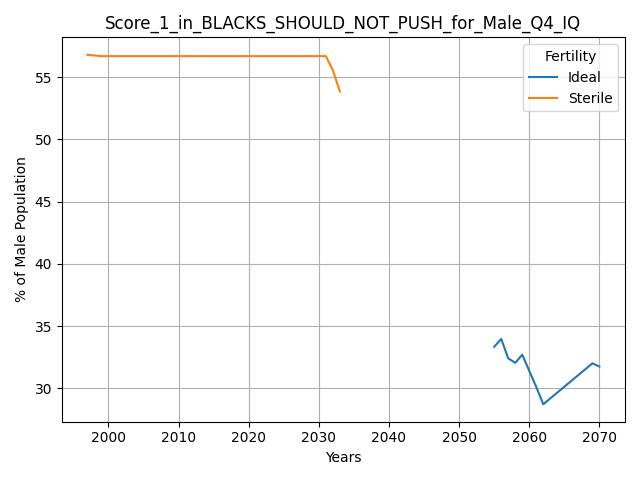 Score_1_in_BLACKS_SHOULD_NOT_PUSH_for_Male_Q4_IQ
Fertility
Ideal
Sterile
% of Male Population
55
50
45
40
35
30
2000 2010 2020 2030 2040 2050 2060 2070
Years